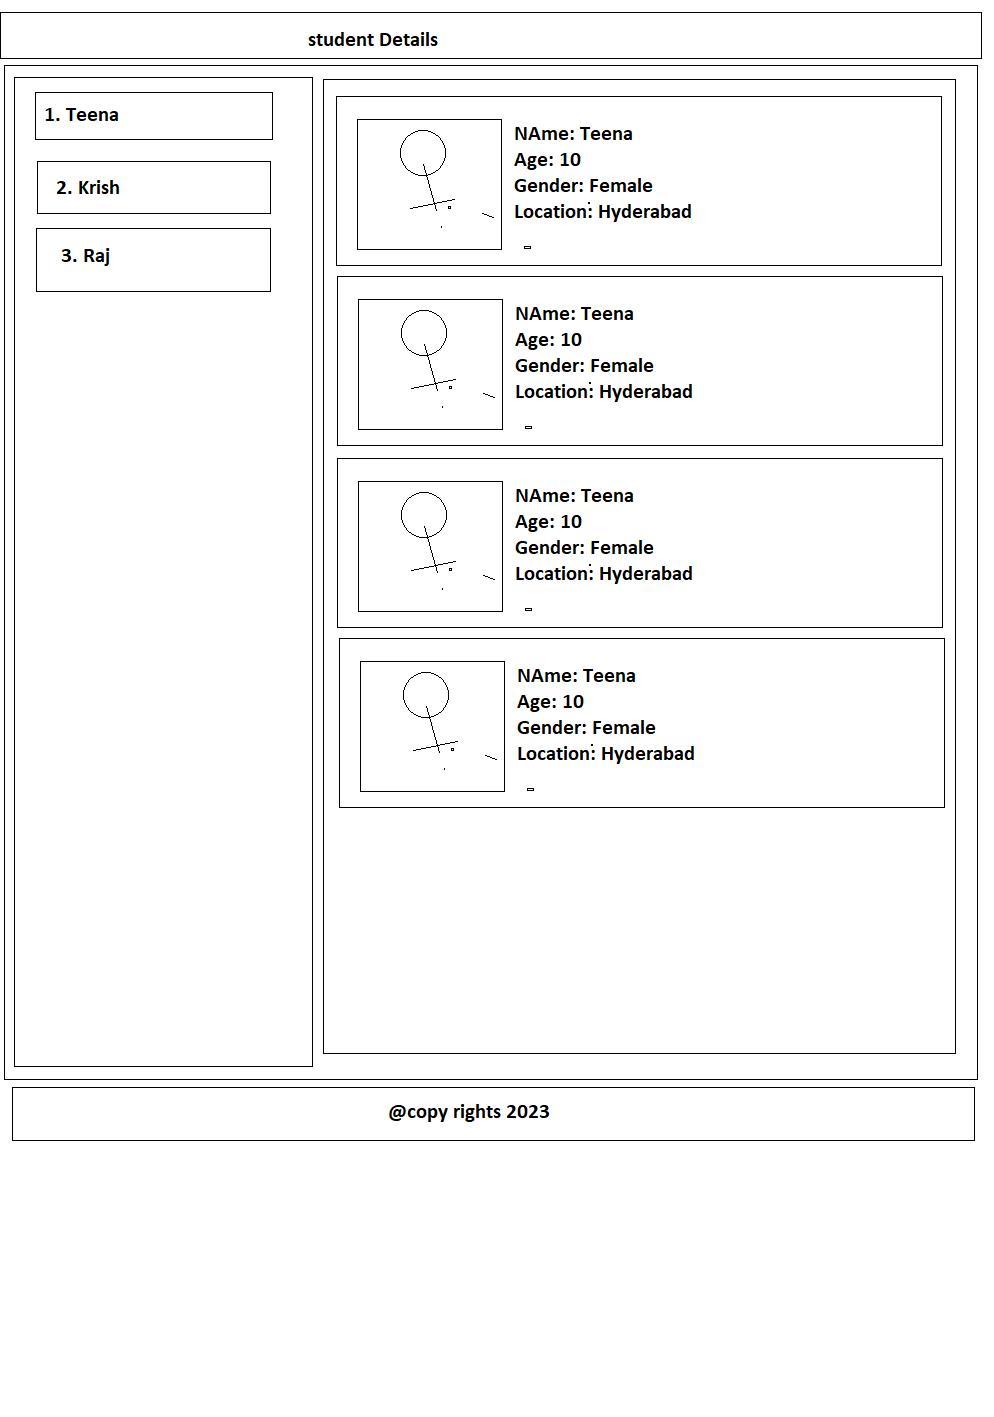 student Details
1. Teena
2. Krish
3. Raj
NAme: Teena
Age: 10
Gender: Female
Location: Hyderabad
NAme: Teena
Age: 10
Gender: Female
Location: Hyderabad
NAme: Teena
Age: 10
Gender: Female
Location: Hyderabad
NAme: Teena
Age: 10
Gender: Female
Location: Hyderabad
@copy rights 2023